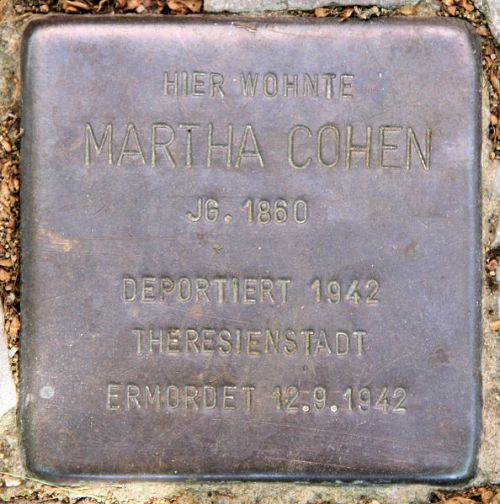 HIER WOHNTE
MARTHA COHEN
JG. 1860
DEPORTIERT 1942
THERESIENSTADT
ERMORDET 12.9.1942